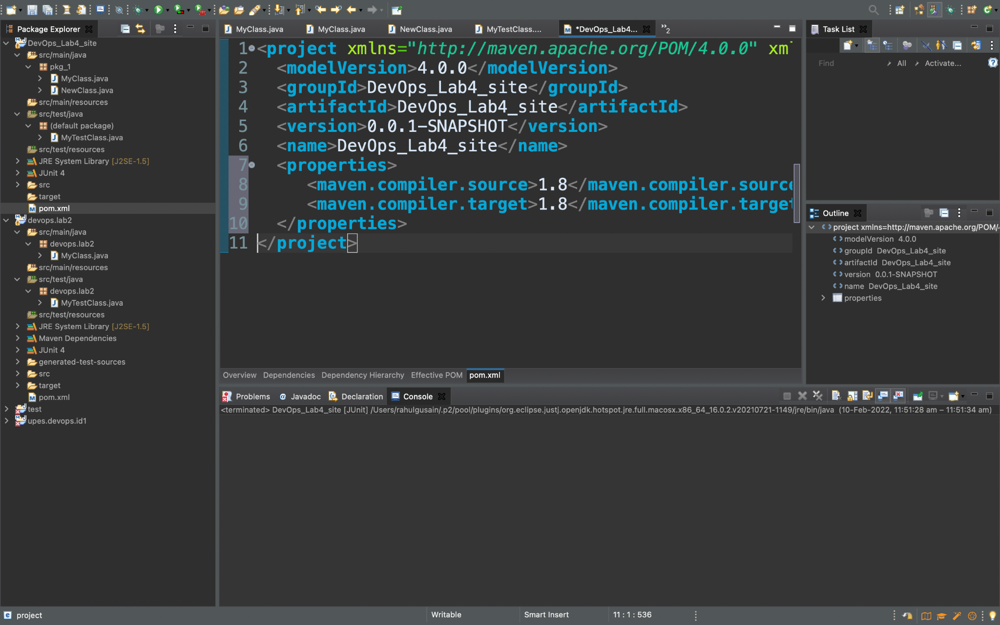 Package Explorer
DevOps_Lab4_site
src/main/java
pkg_1
MyClass.java
NewClass.java
src/main/resources
src/test/java
(default package)
MyTestClass.java
src/test/resources
JRE System Library [J2SE-1.5]
JUnit 4
src
target
pom.xml
devops.lab2
src/main/java
devops.lab2
MyClass.java
src/main/resources
src/test/java
devops.lab2
MyTestClass.java
src/test/resources
JRE System Library [J2SE-1.5]
Maven Dependencies
JUnit 4
generated-test-sources
src
target
pom.xml
test
upes.devops.id1
MyClass.java MyClass.java NewClass.java MyTestClass.... *DevOps_Lab4... »2
1 <project xmlns="http://maven.apache.org/POM/4.0.0" xml
2 <modelVersion>4.0.0</modelVersion>
3 <groupId>DevOps_Lab4_site</groupId>
4 <artifactId>DevOps_Lab4_site</artifactId>
5 <version>0.0.1-SNAPSHOT</version>
6 <name>DevOps_Lab4_site</name>
7 <properties>
8 <maven.compiler.source>1.8</maven.compiler.source
9 <maven.compiler.target>1.8</maven.compiler.target
10 </properties>
11 </project>
Overview Dependencies Dependency Hierarchy Effective POM pom.xml
Task List
Find All Activate...
Outline
project xmlns=http://maven.apache.org/POM/4
modelVersion 4.0.0
groupId DevOps_Lab4_site
artifactId DevOps_Lab4_site
version 0.0.1-SNAPSHOT
name DevOps_Lab4_site
properties
Problems @ Javadoc Declaration Console
<terminated> DevOps_Lab4_site [JUnit] /Users/rahulgusain/.p2/pool/plugins/org.eclipse.justj.openjdk.hotspot.jre.full.macosx.x86_64_16.0.2.v20210721-1149/jre/bin/java (10-Feb-2022, 11:51:28 am – 11:51:34 am)
project Writable Smart Insert 11 : 1 : 536